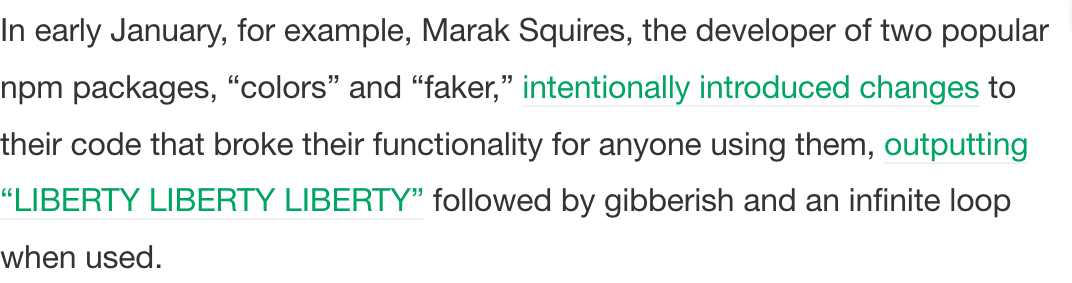 In early January, for example, Marak Squires, the developer of two popular
npm packages, “colors” and “faker,” intentionally introduced changes to
their code that broke their functionality for anyone using them, outputting
“LIBERTY LIBERTY LIBERTY” followed by gibberish and an infinite loop
when used.